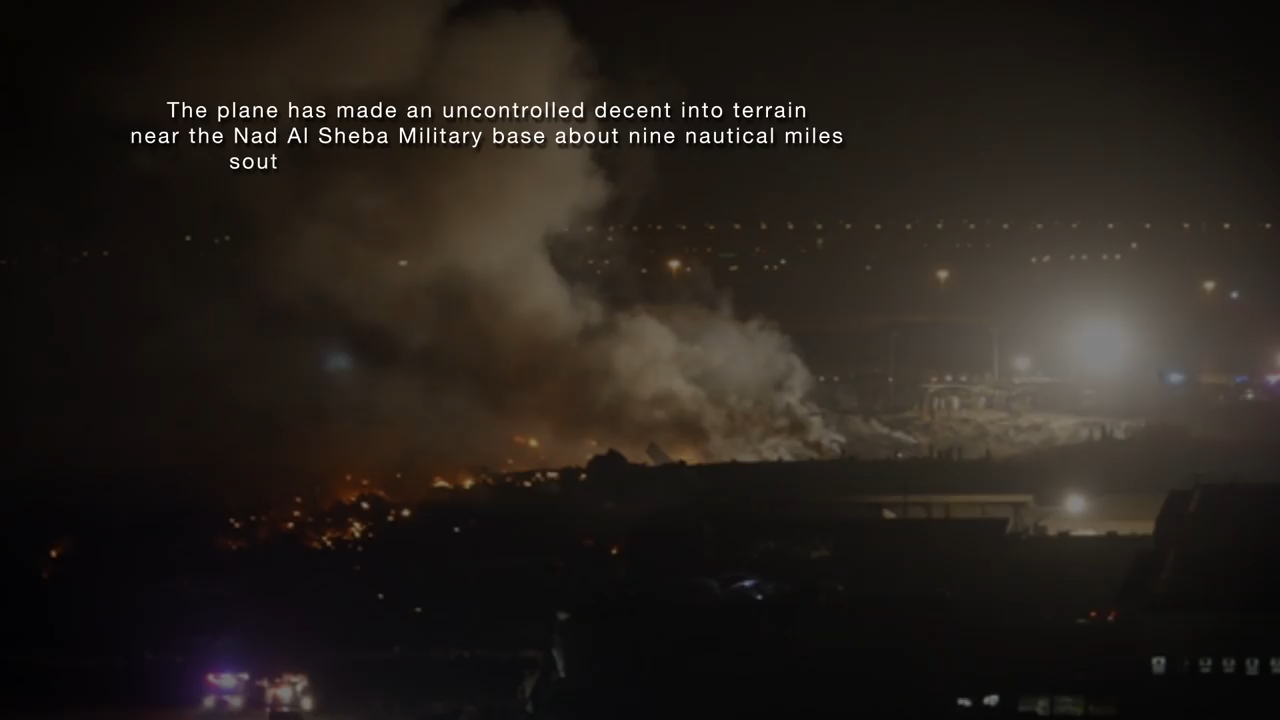 The plane has made an uncontrolled decent into terrain
near the Nad Al Sheba Military base about nine nautical miles
sout